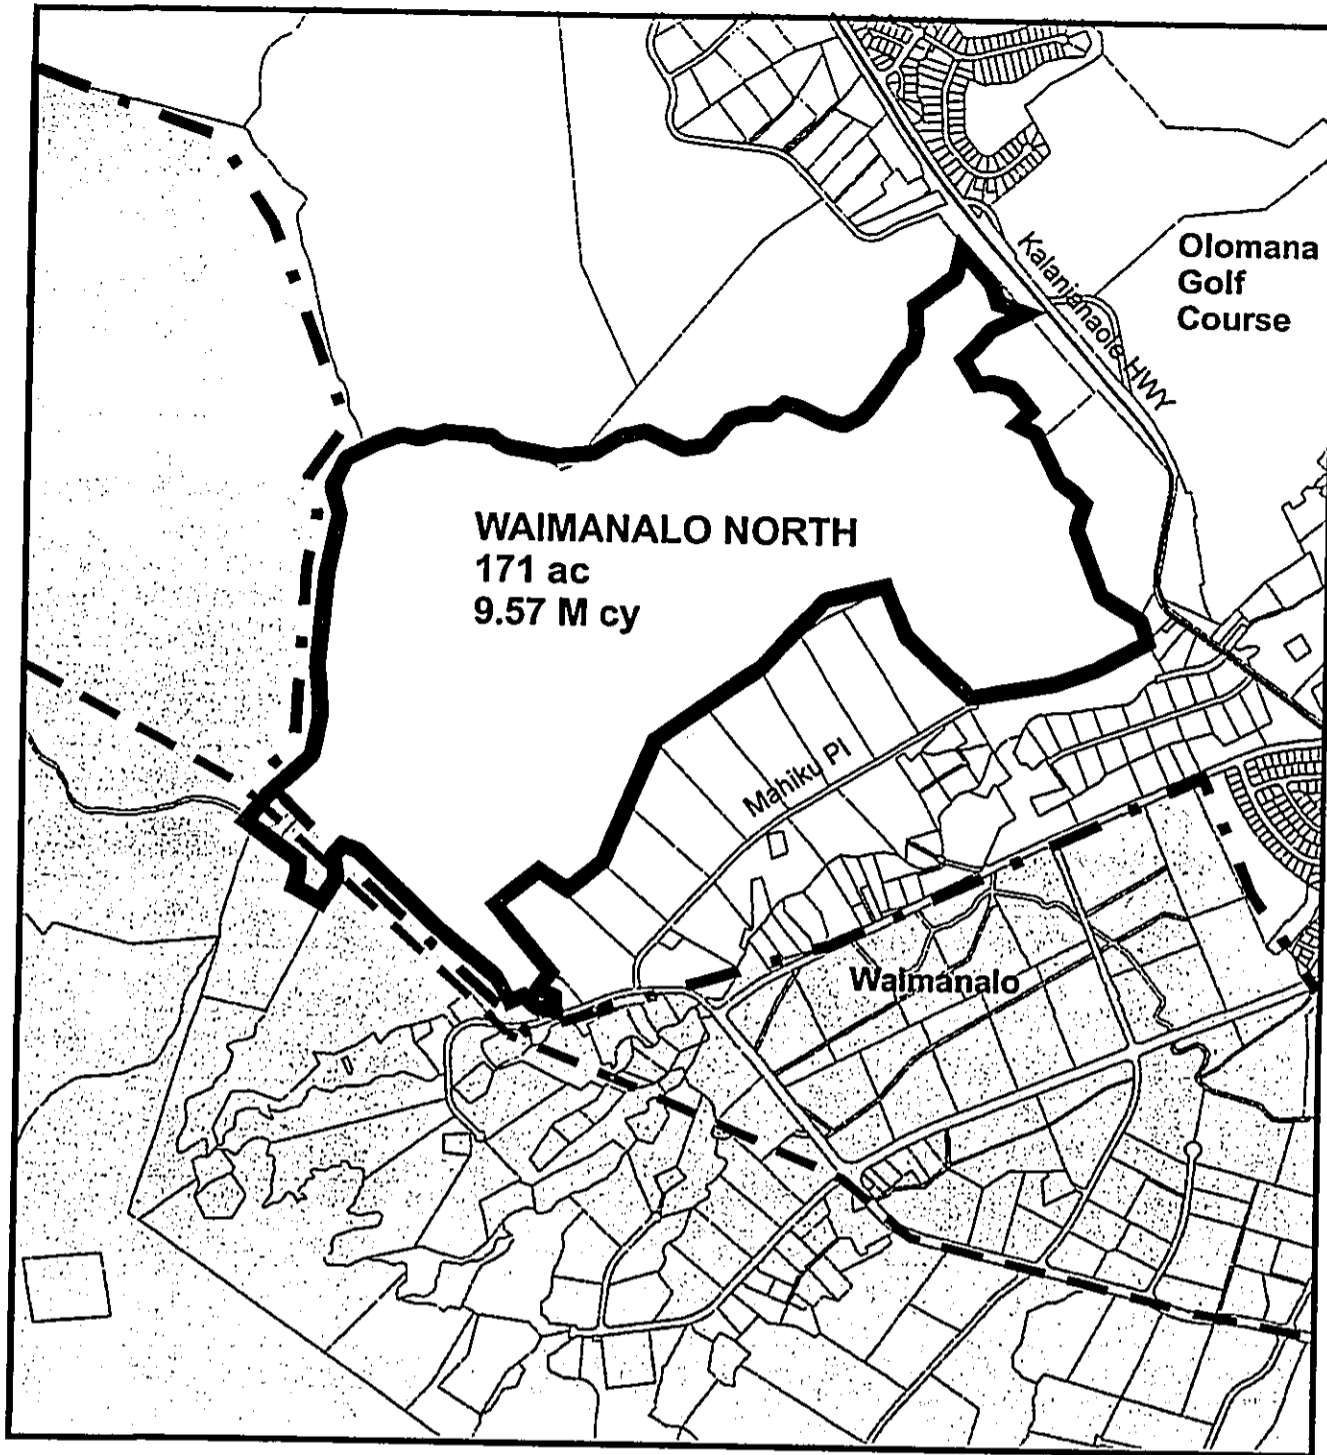 Olomana
Golf
Course
Kalanianaole HWY
WAIMANALO NORTH
171 ac
9.57 M cy
Mahiku Pl
Waimanalo